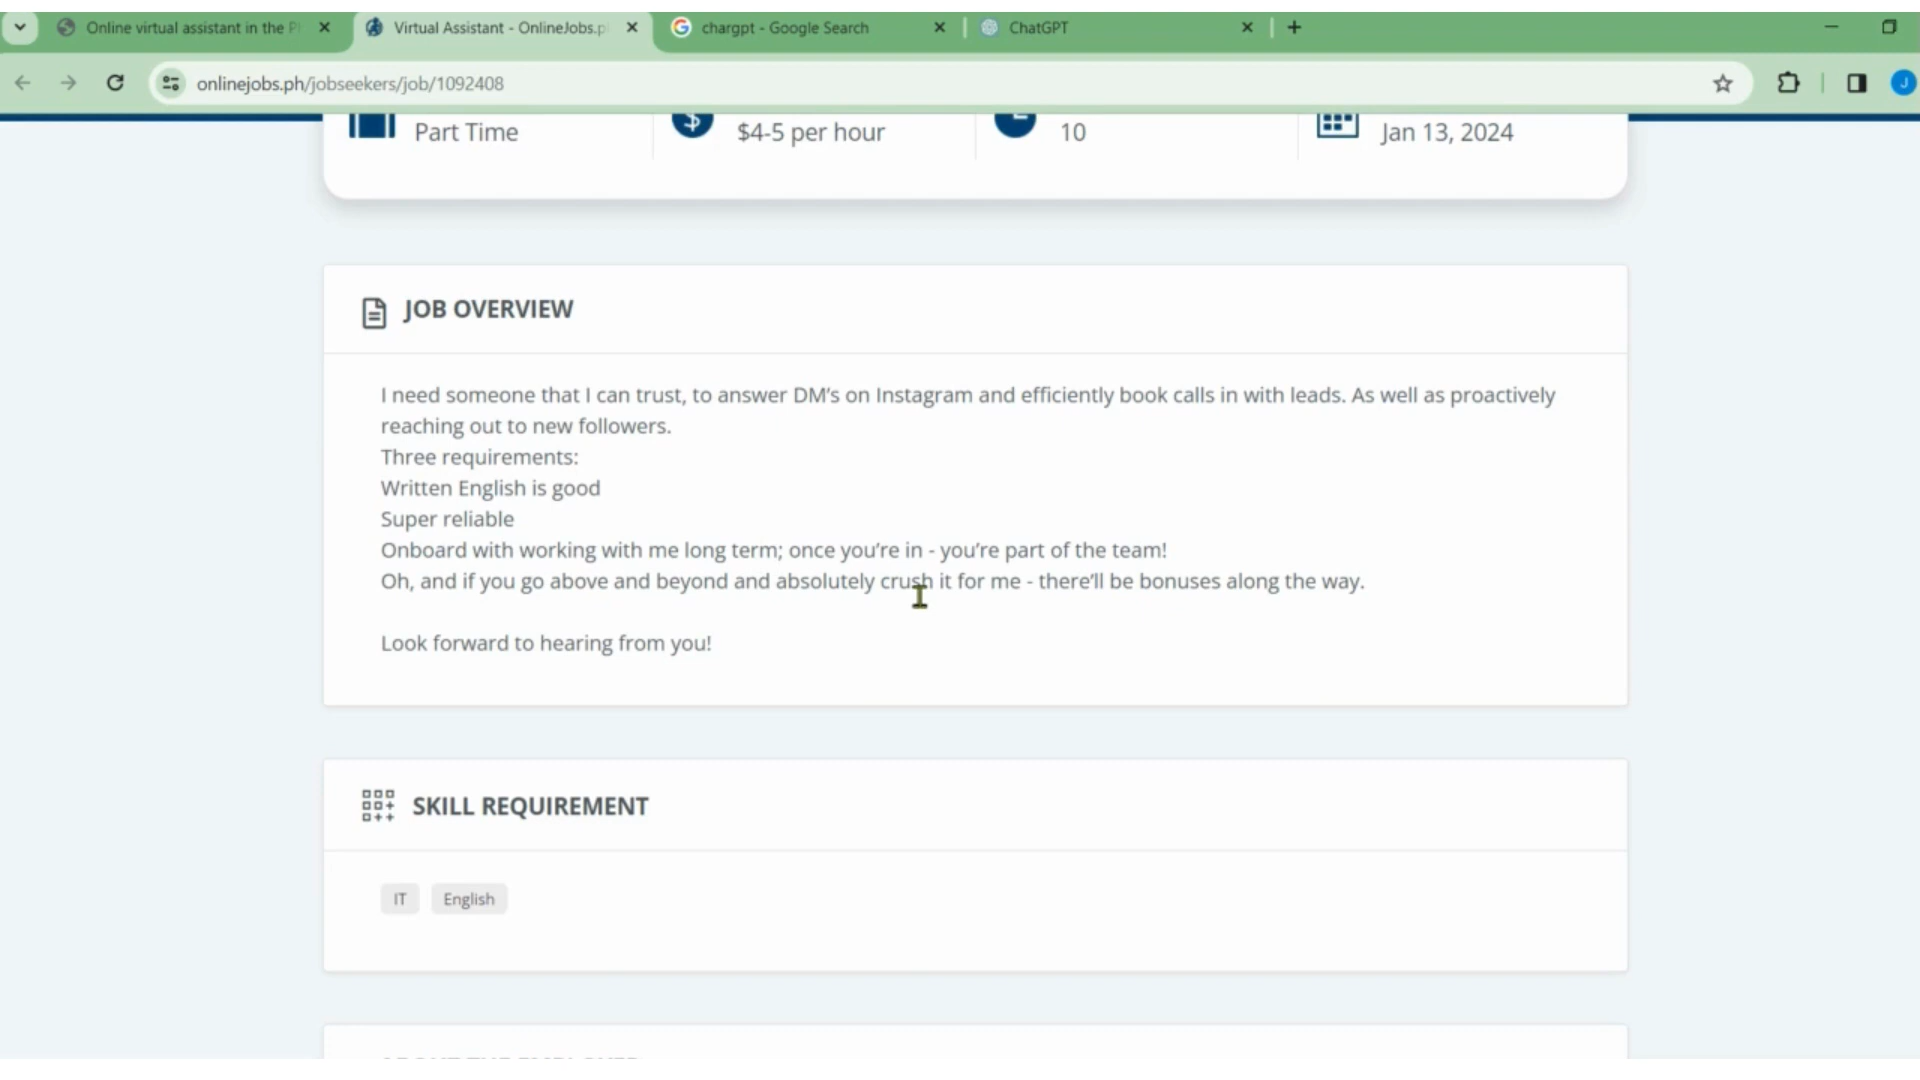 Online virtual assistant in the P
Virtual Assistant - OnlineJobs.p
chargpt - Google Search
ChatGPT
onlinejobs.ph/jobseekers/job/1092408
J
Part Time
$4-5 per hour
10
Jan 13, 2024
JOB OVERVIEW
I need someone that I can trust, to answer DM's on Instagram and efficiently book calls in with leads. As well as proactively
reaching out to new followers.
Three requirements:
Written English is good
Super reliable
Onboard with working with me long term; once you're in - you're part of the team!
Oh, and if you go above and beyond and absolutely crush it for me - there'll be bonuses along the way.
Look forward to hearing from you!
SKILL REQUIREMENT
IT
English